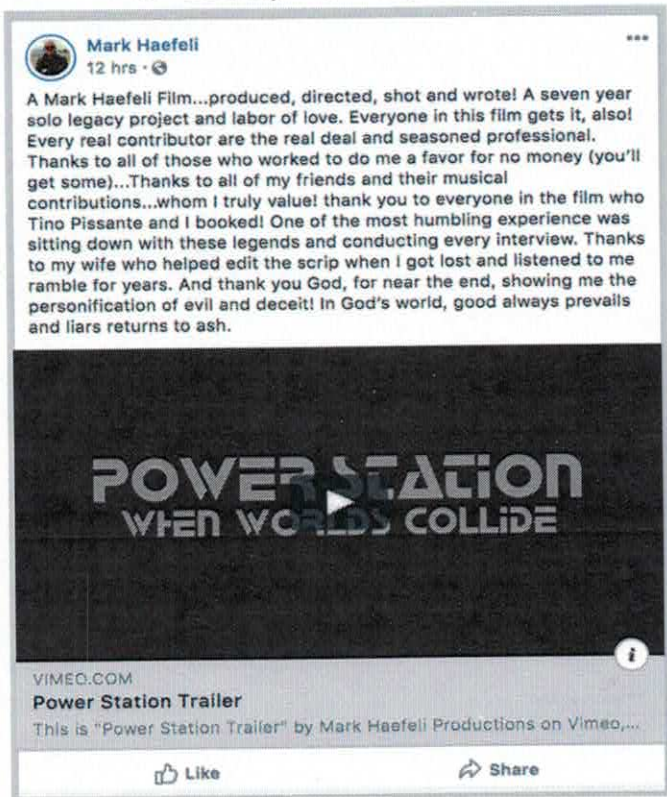 Mark Haefeli
12 hrs ·
A Mark Haefeli Film...produced, directed, shot and wrote! A seven year
solo legacy project and labor of love. Everyone in this film gets it, also!
Every real contributor are the real deal and seasoned professional.
Thanks to all of those who worked to do me a favor for no money (you'll
get some)...Thanks to all of my friends and their musical
contributions...whom I truly value! thank you to everyone in the film who
Tino Pissante and I booked! One of the most humbling experience was
sitting down with these legends and conducting every interview. Thanks
to my wife who helped edit the scrip when I got lost and listened to me
ramble for years. And thank you God, for near the end, showing me the
personification of evil and deceit! In God's world, good always prevails
and liars returns to ash.
POWER STATION
WHEN WORLDS COLLIDE
i
VIMEO.COM
Power Station Trailer
This is "Power Station Trailer" by Mark Haefeli Productions on Vimeo,...
Like Share